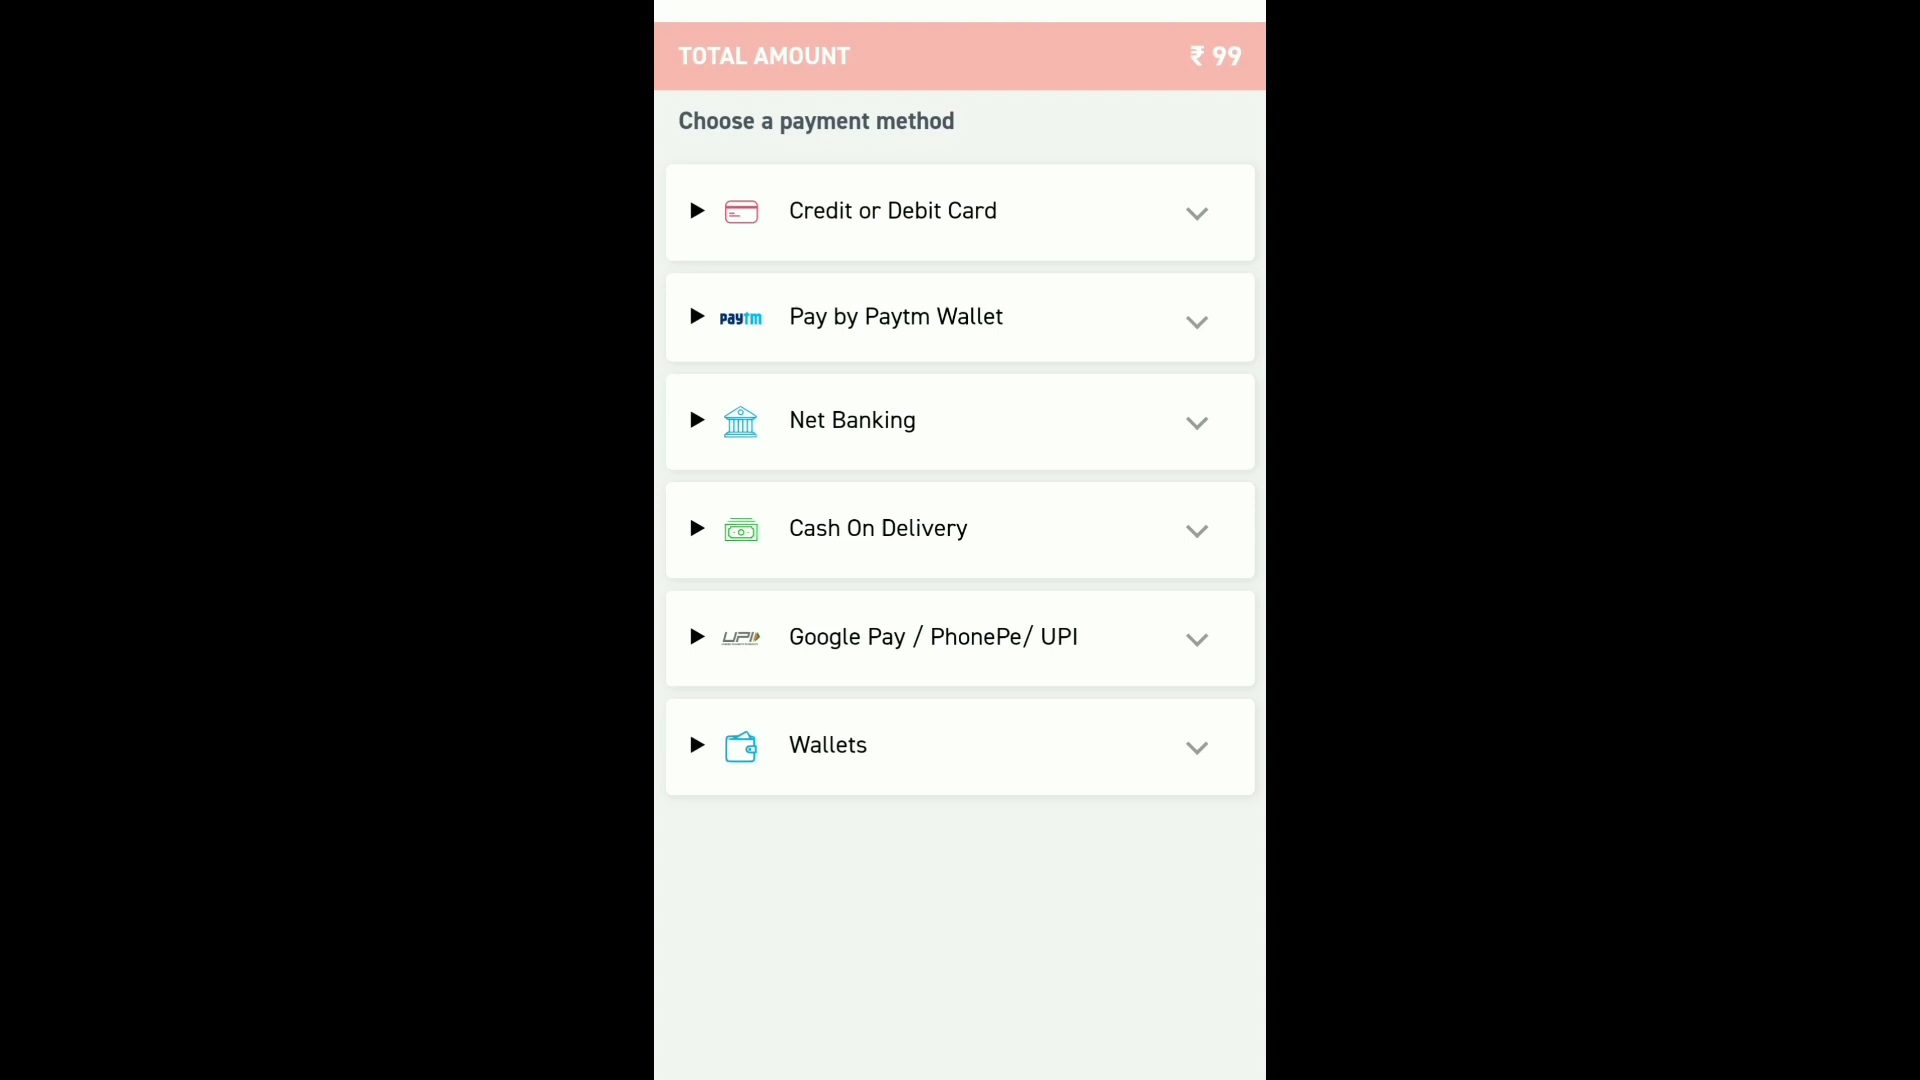 TOTAL AMOUNT ₹ 99
Choose a payment method
Credit or Debit Card
paytm Pay by Paytm Wallet
Net Banking
Cash On Delivery
UPI Google Pay / PhonePe/ UPI
Wallets